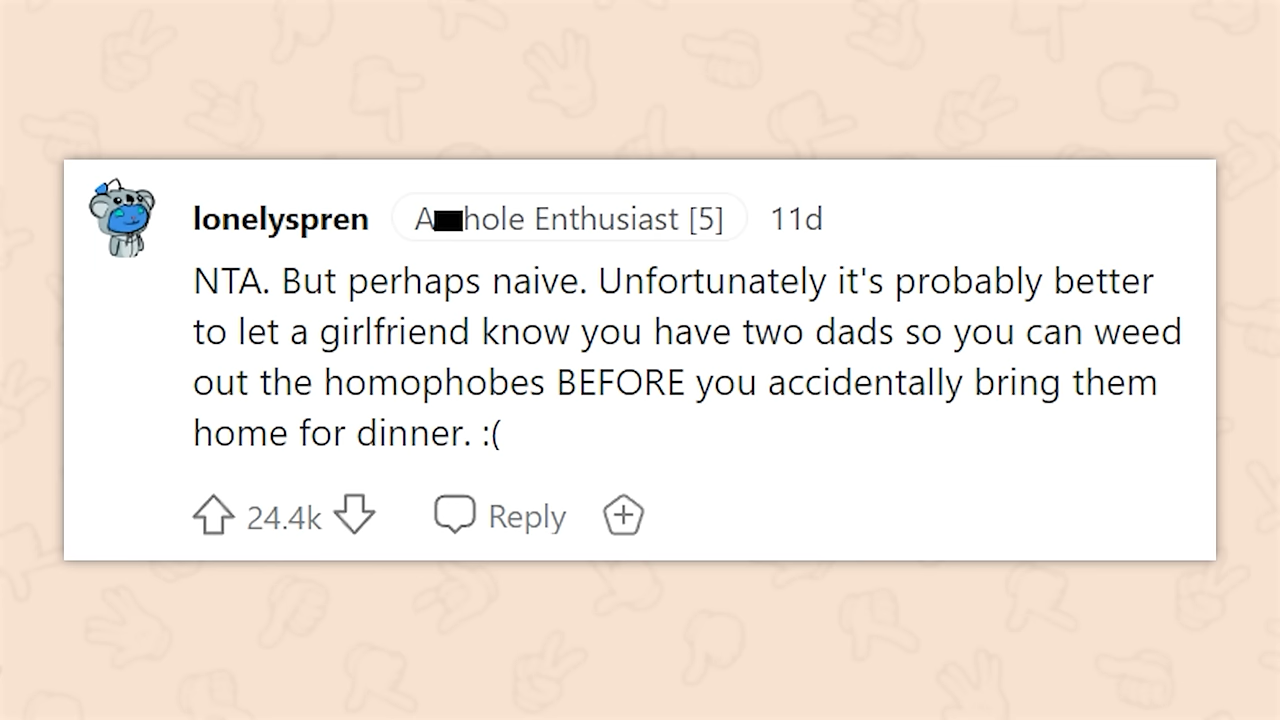 lonelyspren A hole Enthusiast [5] 11d
NTA. But perhaps naive. Unfortunately it's probably better
to let a girlfriend know you have two dads so you can weed
out the homophobes BEFORE you accidentally bring them
home for dinner. :(
24.4k Reply